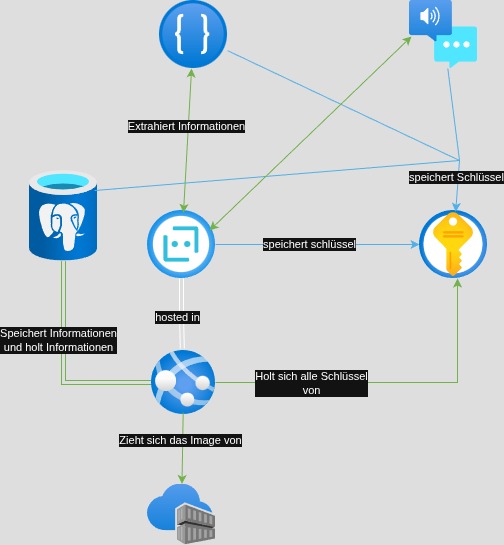 Extrahiert Informationen
speichert Schlüssel
speichert schlüssel
hosted in
Speichert Informationen
und holt Informationen
Holt sich alle Schlüssel
von
Zieht sich das Image von